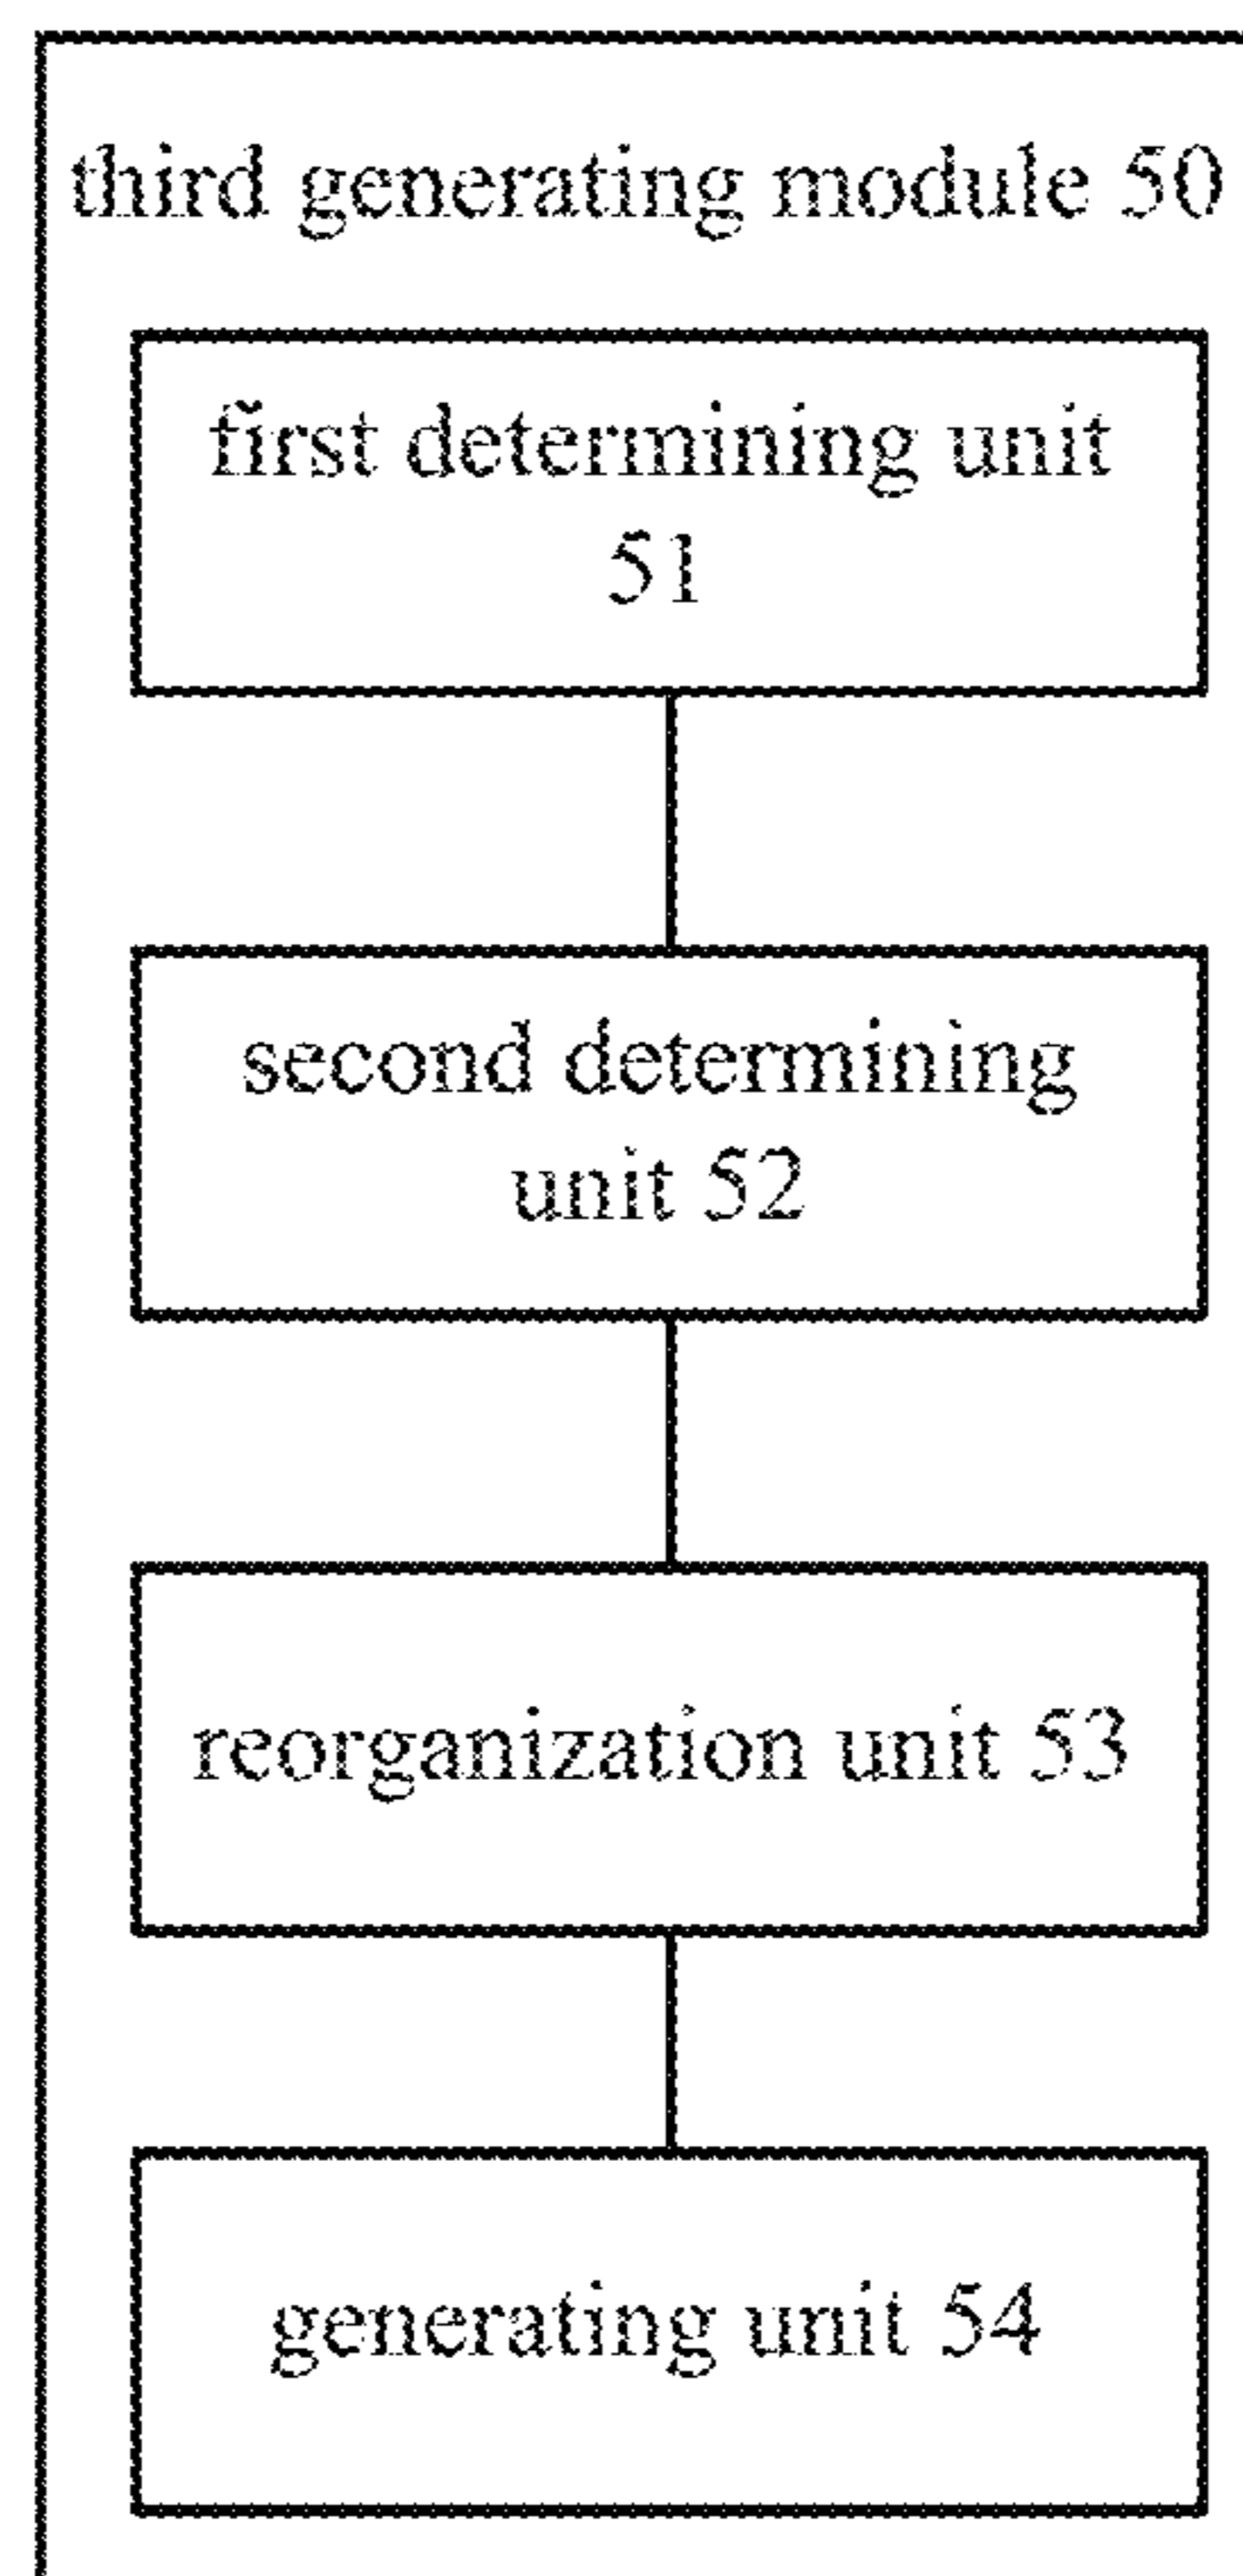 third generating module 50
first determining unit
51
second determining
unit 52
reorganization unit 53
generating unit 54